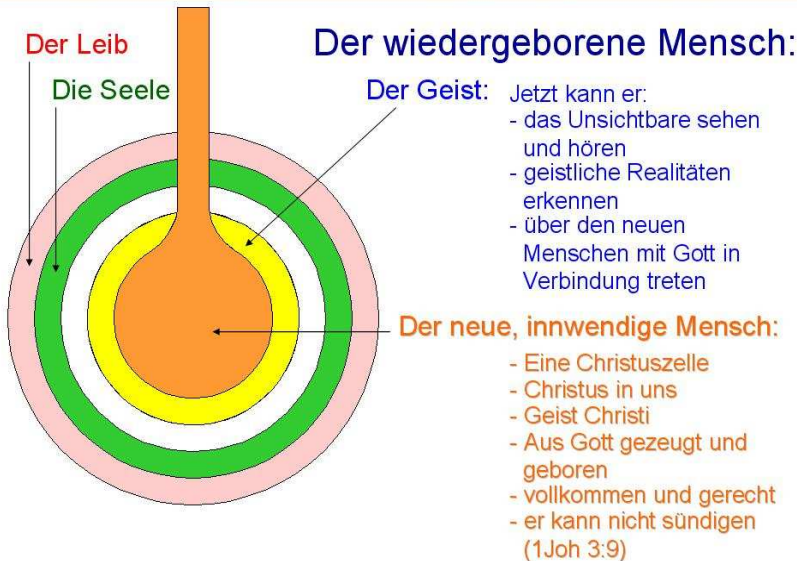 Der Leib
Der wiedergeborene Mensch:
Die Seele
Der Geist:
Jetzt kann er:
- das Unsichtbare sehen
und hören
- geistliche Realitäten
erkennen
- über den neuen
Menschen mit Gott in
Verbindung treten
Der neue, innwendige Mensch:
- Eine Christuszelle
- Christus in uns
- Geist Christi
- Aus Gott gezeugt und
geboren
- vollkommen und gerecht
- er kann nicht sündigen
(1Joh 3:9)